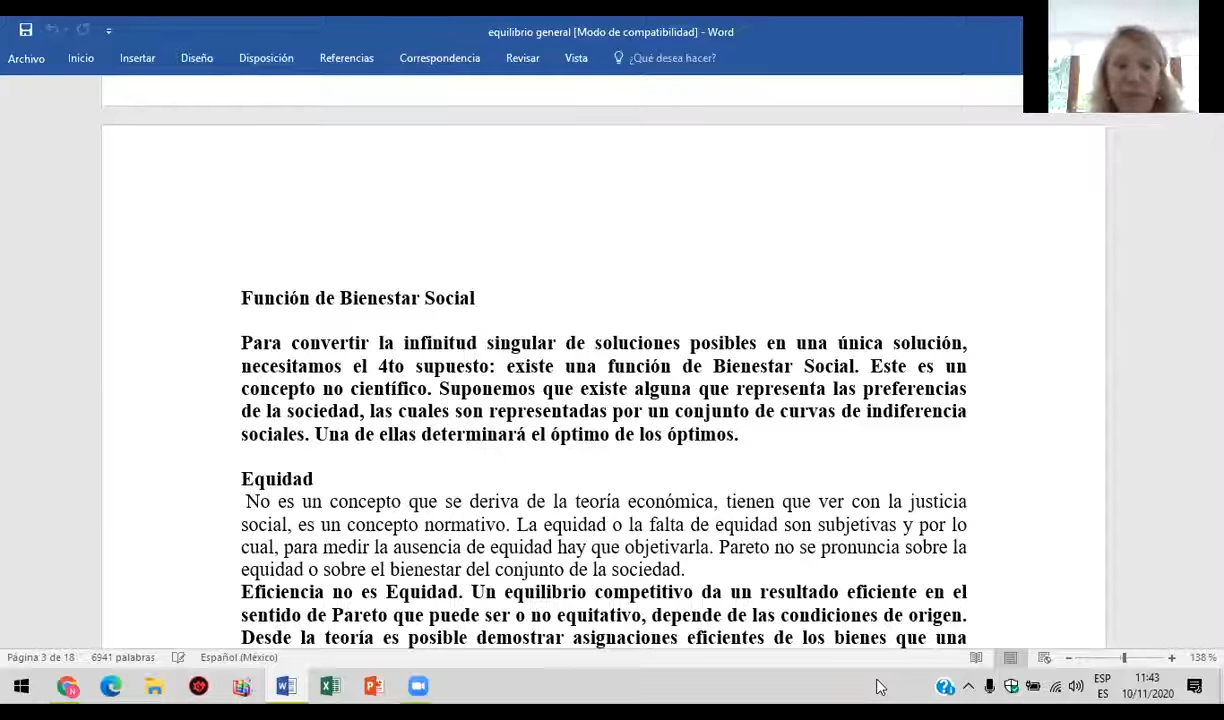 equilibrio general [Modo de compatibilidad] - Word
Archivo Inicio Insertar Diseño Disposición Referencias Correspondencia Revisar Vista ¿Qué desea hacer?
Función de Bienestar Social
Para convertir la infinitud singular de soluciones posibles en una única solución,
necesitamos el 4to supuesto: existe una función de Bienestar Social. Este es un
concepto no científico. Suponemos que existe alguna que representa las preferencias
de la sociedad, las cuales son representadas por un conjunto de curvas de indiferencia
sociales. Una de ellas determinará el óptimo de los óptimos.
Equidad
No es un concepto que se deriva de la teoría económica, tienen que ver con la justicia
social, es un concepto normativo. La equidad o la falta de equidad son subjetivas y por lo
cual, para medir la ausencia de equidad hay que objetivarla. Pareto no se pronuncia sobre la
equidad o sobre el bienestar del conjunto de la sociedad.
Eficiencia no es Equidad. Un equilibrio competitivo da un resultado eficiente en el
sentido de Pareto que puede ser o no equitativo, depende de las condiciones de origen.
Desde la teoría es posible demostrar asignaciones eficientes de los bienes que una
Página 3 de 18 6941 palabras Español (México) 138 %
ESP 11:43
ES 10/11/2020